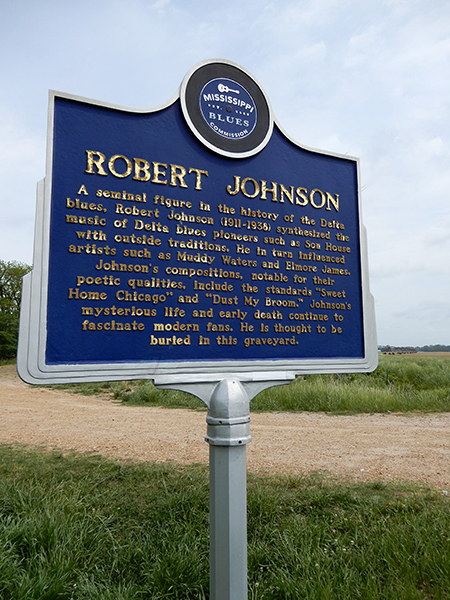 MISSISSIPPI
EST. 2003
BLUES
COMMISSION
ROBERT JOHNSON
A seminal figure in the history of the Delta
blues, Robert Johnson (1911-1938) synthesized the
music of Delta blues pioneers such as Son House
with outside traditions. He in turn influenced
artists such as Muddy Waters and Elmore James.
Johnson's compositions, notable for their
poetic qualities, include the standards "Sweet
Home Chicago" and "Dust My Broom." Johnson's
mysterious life and early death continue to
fascinate modern fans. He is thought to be
buried in this graveyard.